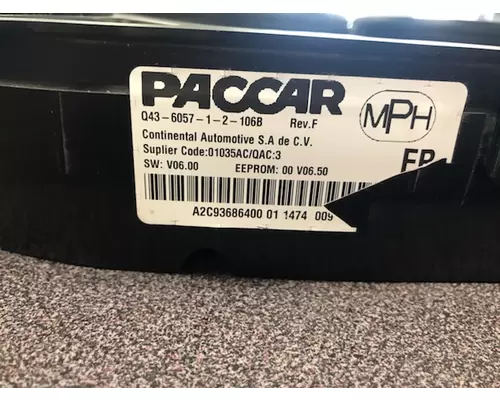 PACCAR
Q43-6057-1-2-106B Rev.F
MPH
Continental Automotive S.A de C.V.
Suplier Code:01035AC/QAC:3
SW: V06.00 EEPROM: 00 V06.50
A2C93686400 01 1474 009